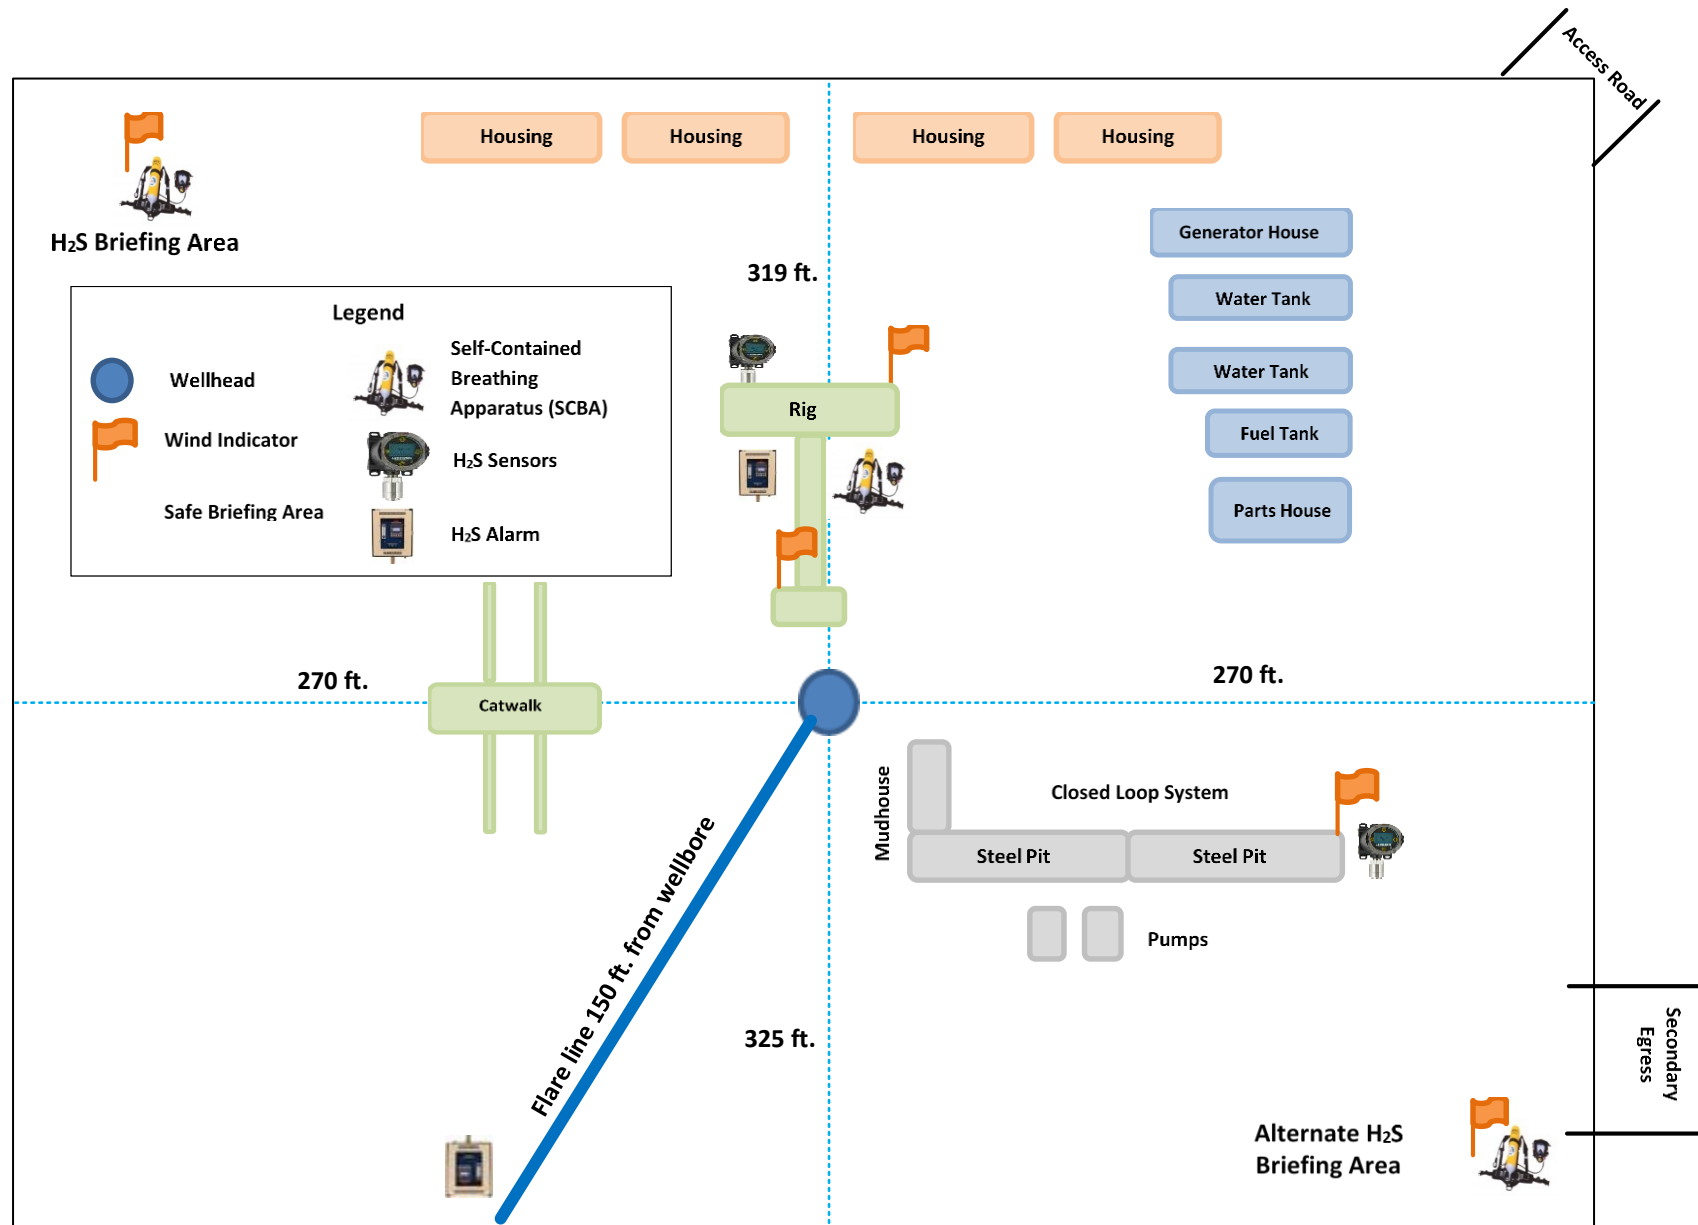 Access Road
Housing
Housing
Housing
Housing
H₂S Briefing Area
Generator House
319 ft.
Water Tank
Legend
Wellhead
Self-Contained
Breathing
Apparatus (SCBA)
Wind Indicator
H₂S Sensors
Safe Briefing Area
H₂S Alarm
Rig
Water Tank
Fuel Tank
Parts House
270 ft.
270 ft.
Catwalk
Mudhouse
Closed Loop System
Steel Pit
Steel Pit
Pumps
Flare line 150 ft. from wellbore
325 ft.
Secondary
Egress
Alternate H₂S
Briefing Area